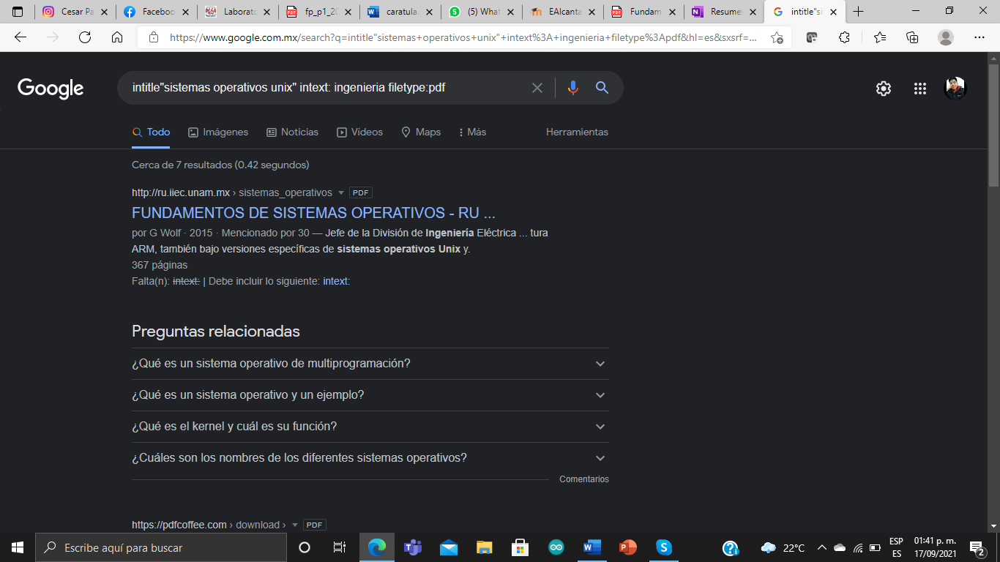 Cesar Pa
Faceboo
Laborato
fp_p1_20
caratula.
(5) What
EAlcanta
Fundam
Resume
intitle"si
https://www.google.com.mx/search?q=intitle"sistemas+operativos+unix"+intext%3A+ingenieria+filetype%3Apdf&hl=es&sxsrf=...
Google
intitle"sistemas operativos unix" intext: ingenieria filetype:pdf
Todo
Imágenes
Noticias
Videos
Maps
Más
Herramientas
Cerca de 7 resultados (0.42 segundos)
http://ru.iiec.unam.mx › sistemas_operativos PDF
FUNDAMENTOS DE SISTEMAS OPERATIVOS - RU ...
por G Wolf · 2015 · Mencionado por 30 — Jefe de la División de Ingeniería Eléctrica ... tura
ARM, también bajo versiones específicas de sistemas operativos Unix y.
367 páginas
Falta(n): intext: | Debe incluir lo siguiente: intext:
Preguntas relacionadas
¿Qué es un sistema operativo de multiprogramación?
¿Qué es un sistema operativo y un ejemplo?
¿Qué es el kernel y cuál es su función?
¿Cuáles son los nombres de los diferentes sistemas operativos?
Comentarios
https://pdfcoffee.com › download › PDF
Escribe aquí para buscar
22°C
ESP
ES
01:41 p. m.
17/09/2021
2